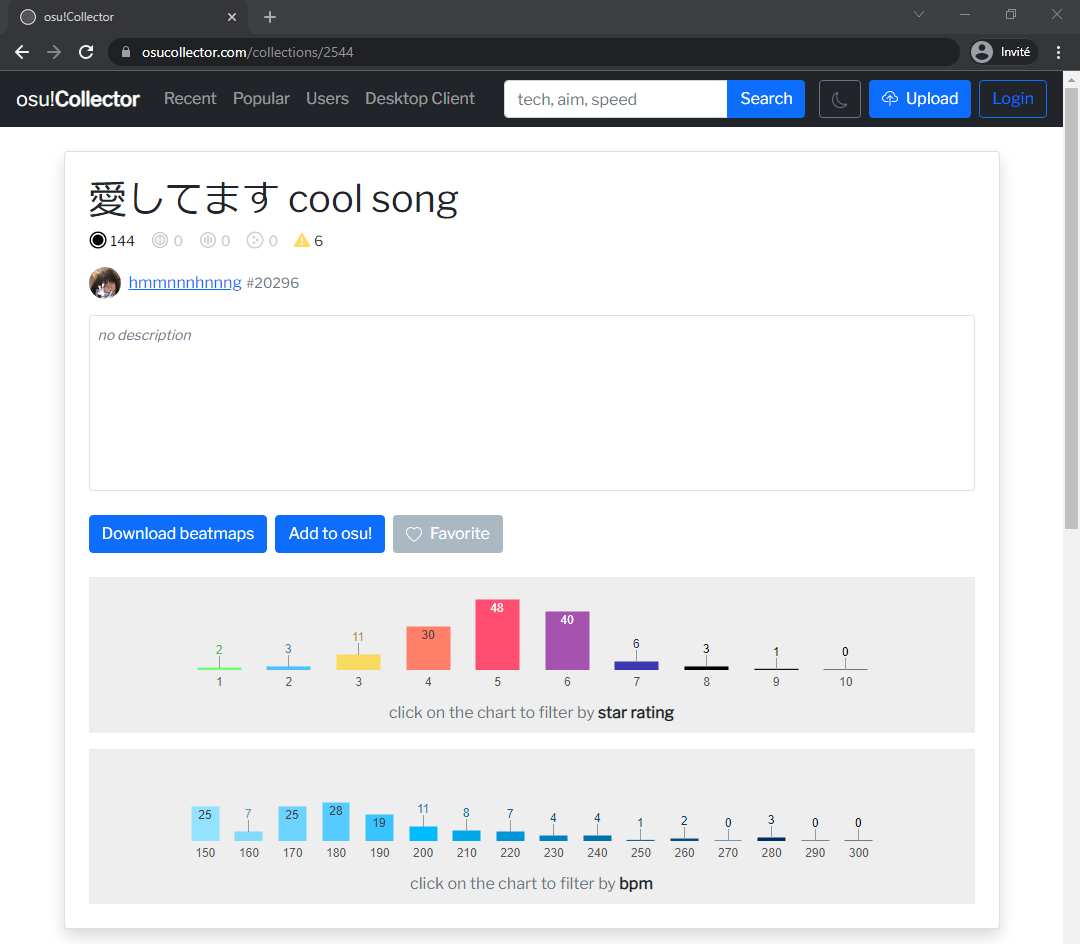 osu!Collector
osucollector.com/collections/2544
Invité
osu!Collector Recent Popular Users Desktop Client tech, aim, speed Search Upload Login
愛してます cool song
144 0 0 0 6
hmmnnnhnnng #20296
no description
Download beatmaps Add to osu! Favorite
2 3 11 30 48 40 6 3 1 0
1 2 3 4 5 6 7 8 9 10
click on the chart to filter by star rating
25 7 25 28 19 11 8 7 4 4 1 2 0 3 0 0
150 160 170 180 190 200 210 220 230 240 250 260 270 280 290 300
click on the chart to filter by bpm